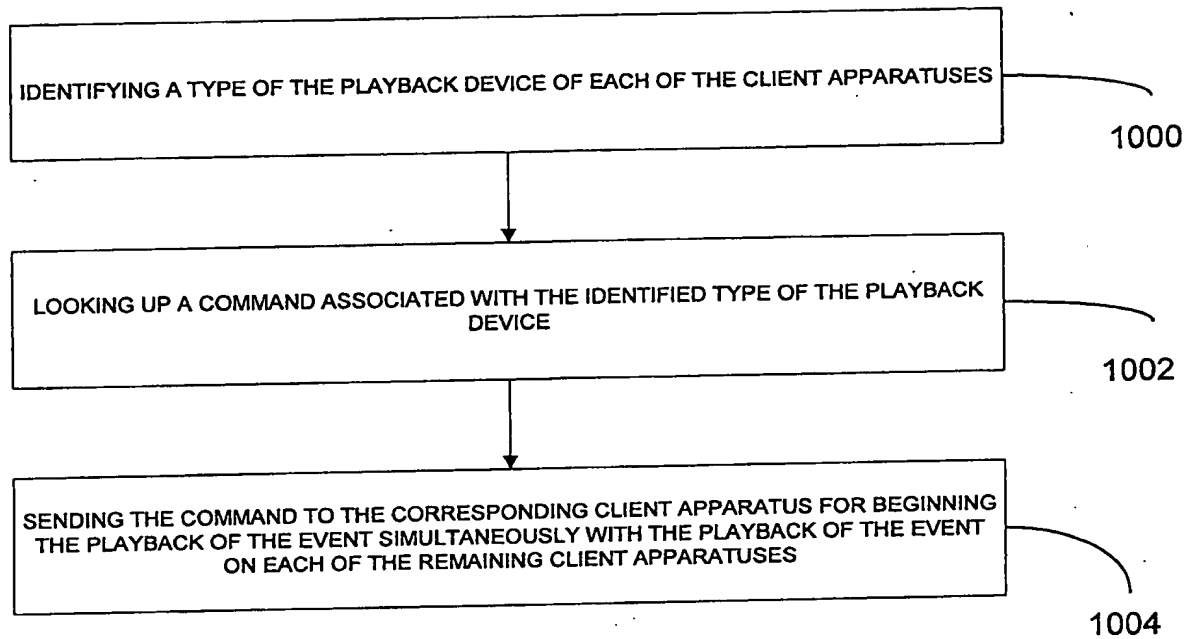 IDENTIFYING A TYPE OF THE PLAYBACK DEVICE OF EACH OF THE CLIENT APPARATUSES
1000
LOOKING UP A COMMAND ASSOCIATED WITH THE IDENTIFIED TYPE OF THE PLAYBACK
DEVICE
1002
SENDING THE COMMAND TO THE CORRESPONDING CLIENT APPARATUS FOR BEGINNING
THE PLAYBACK OF THE EVENT SIMULTANEOUSLY WITH THE PLAYBACK OF THE EVENT
ON EACH OF THE REMAINING CLIENT APPARATUSES
1004